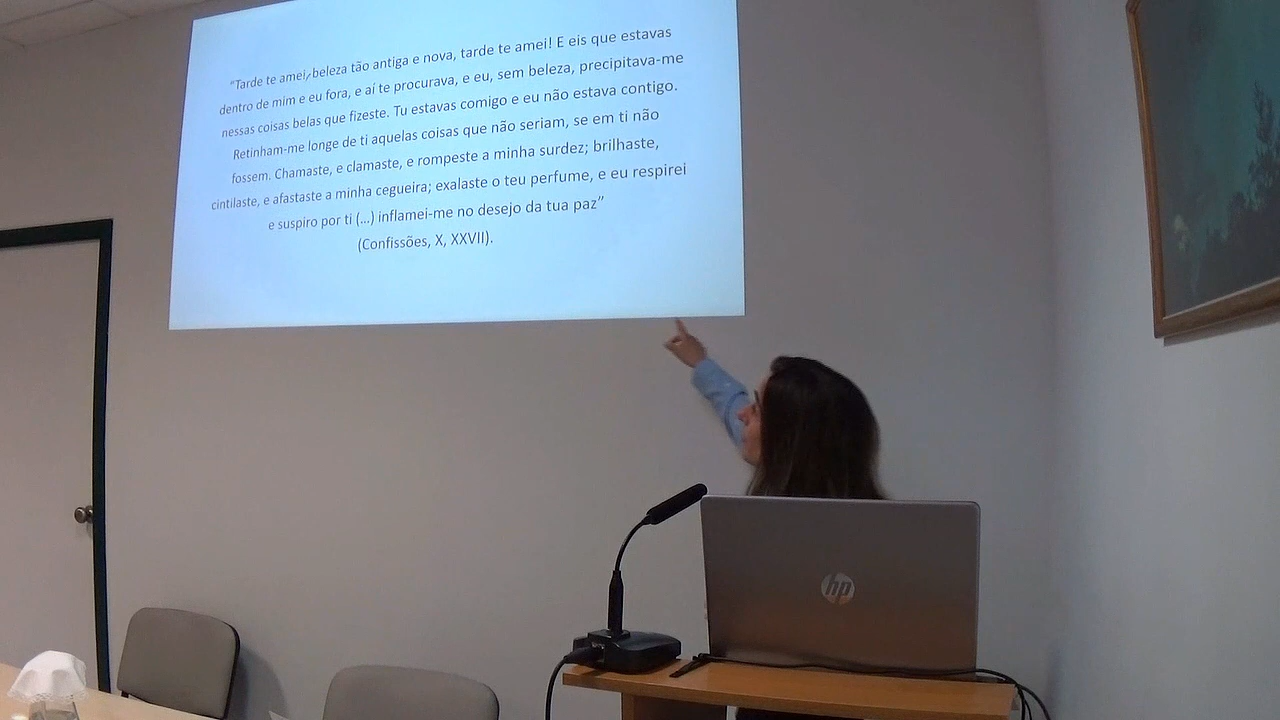 “Tarde te amei, beleza tão antiga e nova, tarde te amei! E eis que estavas
dentro de mim e eu fora, e aí te procurava, e eu, sem beleza, precipitava-me
nessas coisas belas que fizeste. Tu estavas comigo e eu não estava contigo.
Retinham-me longe de ti aquelas coisas que não seriam, se em ti não
fossem. Chamaste, e clamaste, e rompeste a minha surdez; brilhaste,
cintilaste, e afastaste a minha cegueira; exalaste o teu perfume, e eu respirei
e suspiro por ti (...) inflamei-me no desejo da tua paz”
(Confissões, X, XXVII).
hp